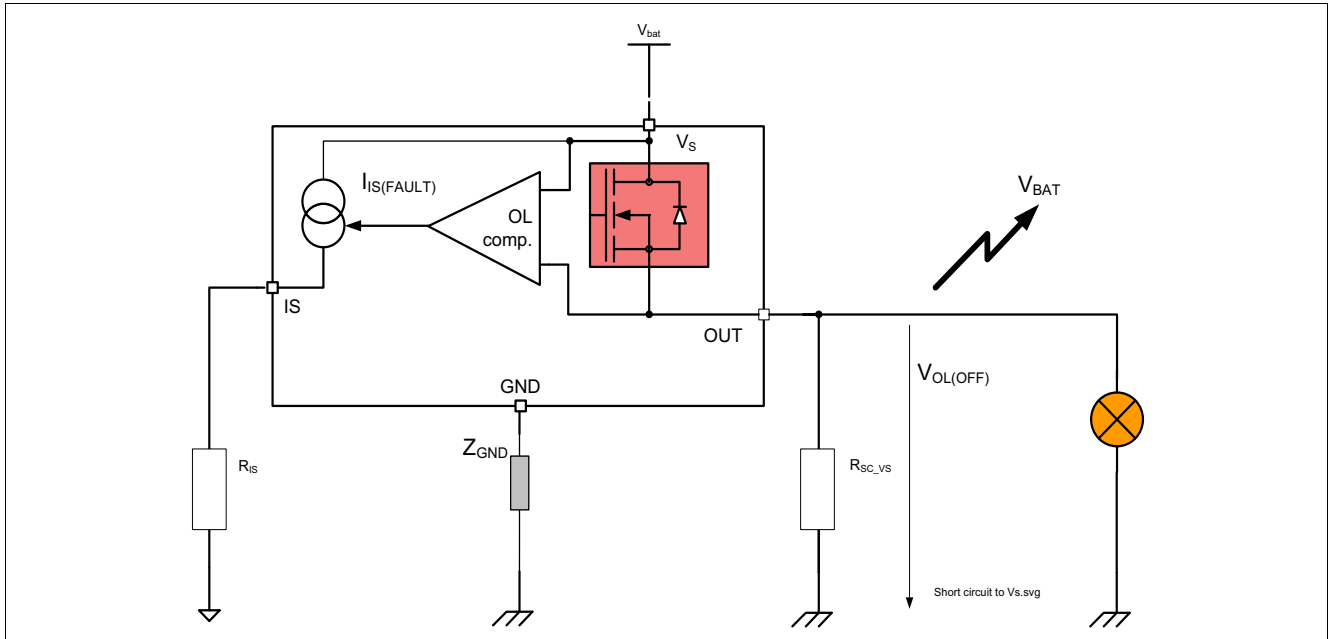 Vbat
VS
IIS(FAULT)
OL
comp.
VBAT
IS
OUT
VOL(OFF)
GND
ZGND
RIS
RSC_VS
Short circuit to Vs.svg